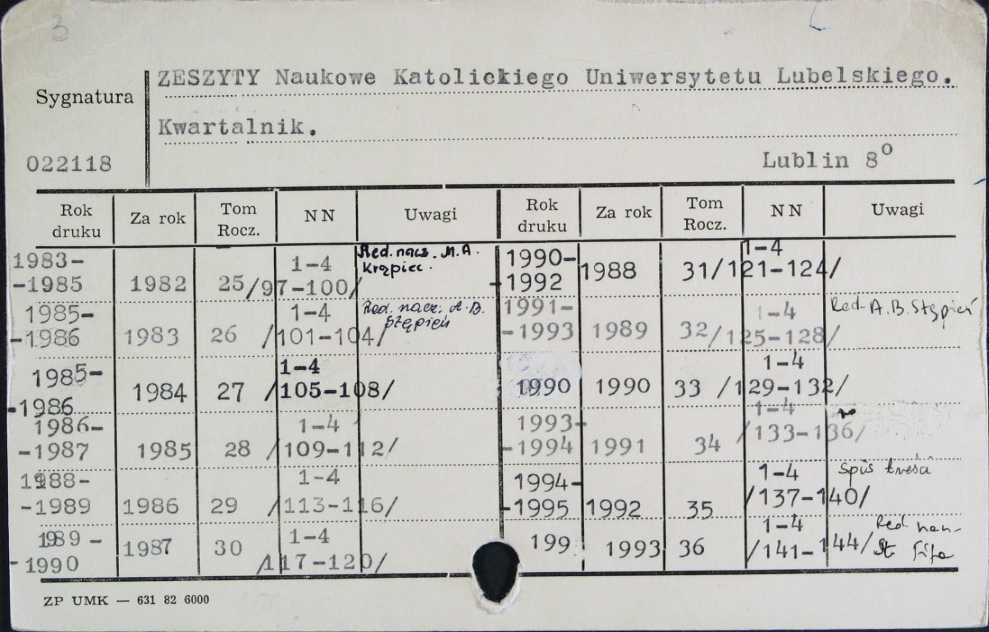 3
ZESZYTY Naukowe Katolickiego Uniwersytetu Lubelskiego.
Sygnatura
Kwartalnik.
022118
Lublin 8°
Rok druku Za rok Tom Rocz. NN Uwagi Rok druku Za rok Tom Rocz. NN Uwagi
1983-
-1985 1982 25 1-4 /97-100/ Red. nacz. M.A. Krąpiec.
1985-
-1986 1983 26 1-4 /101-104/ Red. nacz. A.B. Stępień
1985-
-1986 1984 27 1-4 /105-108/
1986-
-1987 1985 28 1-4 /109-112/
1988-
-1989 1986 29 1-4 /113-116/
1989-
-1990 1987 30 1-4 /117-120/
1990-
-1992 1988 31 1-4 /121-124/
1991-
-1993 1989 32 1-4 /125-128/ Red. A.B. Stępień
1990 1990 33 1-4 /129-132/
1993-
-1994 1991 34 1-4 /133-136/
1994-
-1995 1992 35 1-4 /137-140/ Spis treści
199 1993 36 1-4 /141-144/ Red
ZP UMK — 631 82 6000